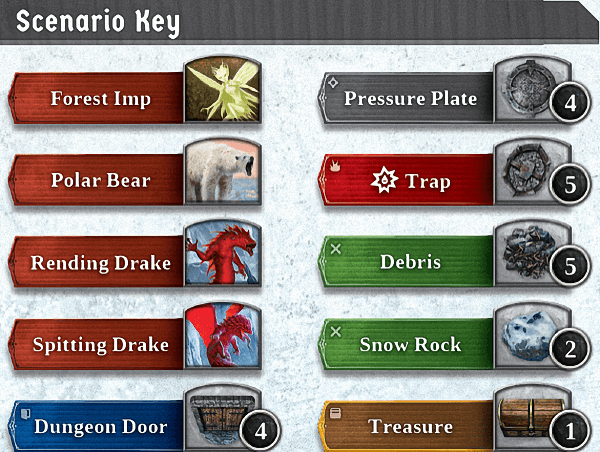 Scenario Key
Forest Imp
Polar Bear
Rending Drake
Spitting Drake
Dungeon Door 4
Pressure Plate 4
Trap 5
Debris 5
Snow Rock 2
Treasure 1